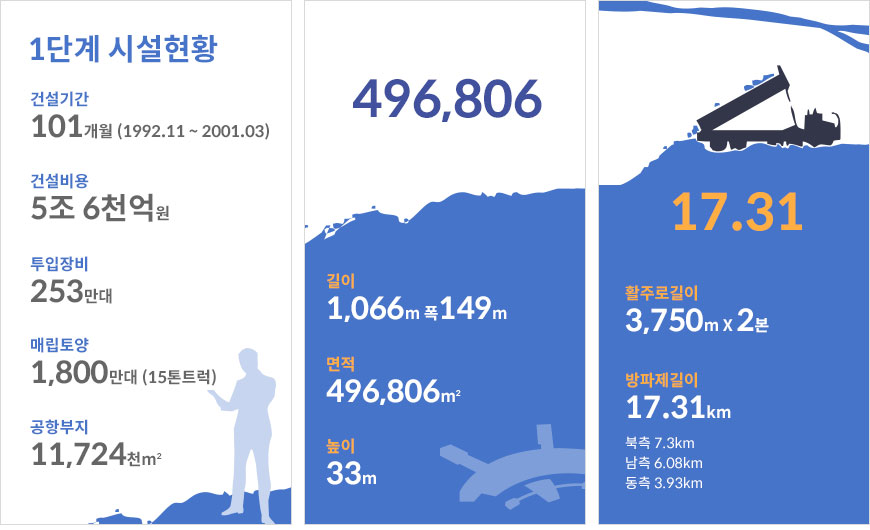 1단계 시설현황
건설기간
101개월 (1992.11 ~ 2001.03)
건설비용
5조 6천억원
투입장비
253만대
매립토양
1,800만대 (15톤트럭)
공항부지
11,724천m²
496,806
길이
1,066m 폭149m
면적
496,806m²
높이
33m
17.31
활주로길이
3,750m X 2본
방파제길이
17.31km
북측 7.3km
남측 6.08km
동측 3.93km